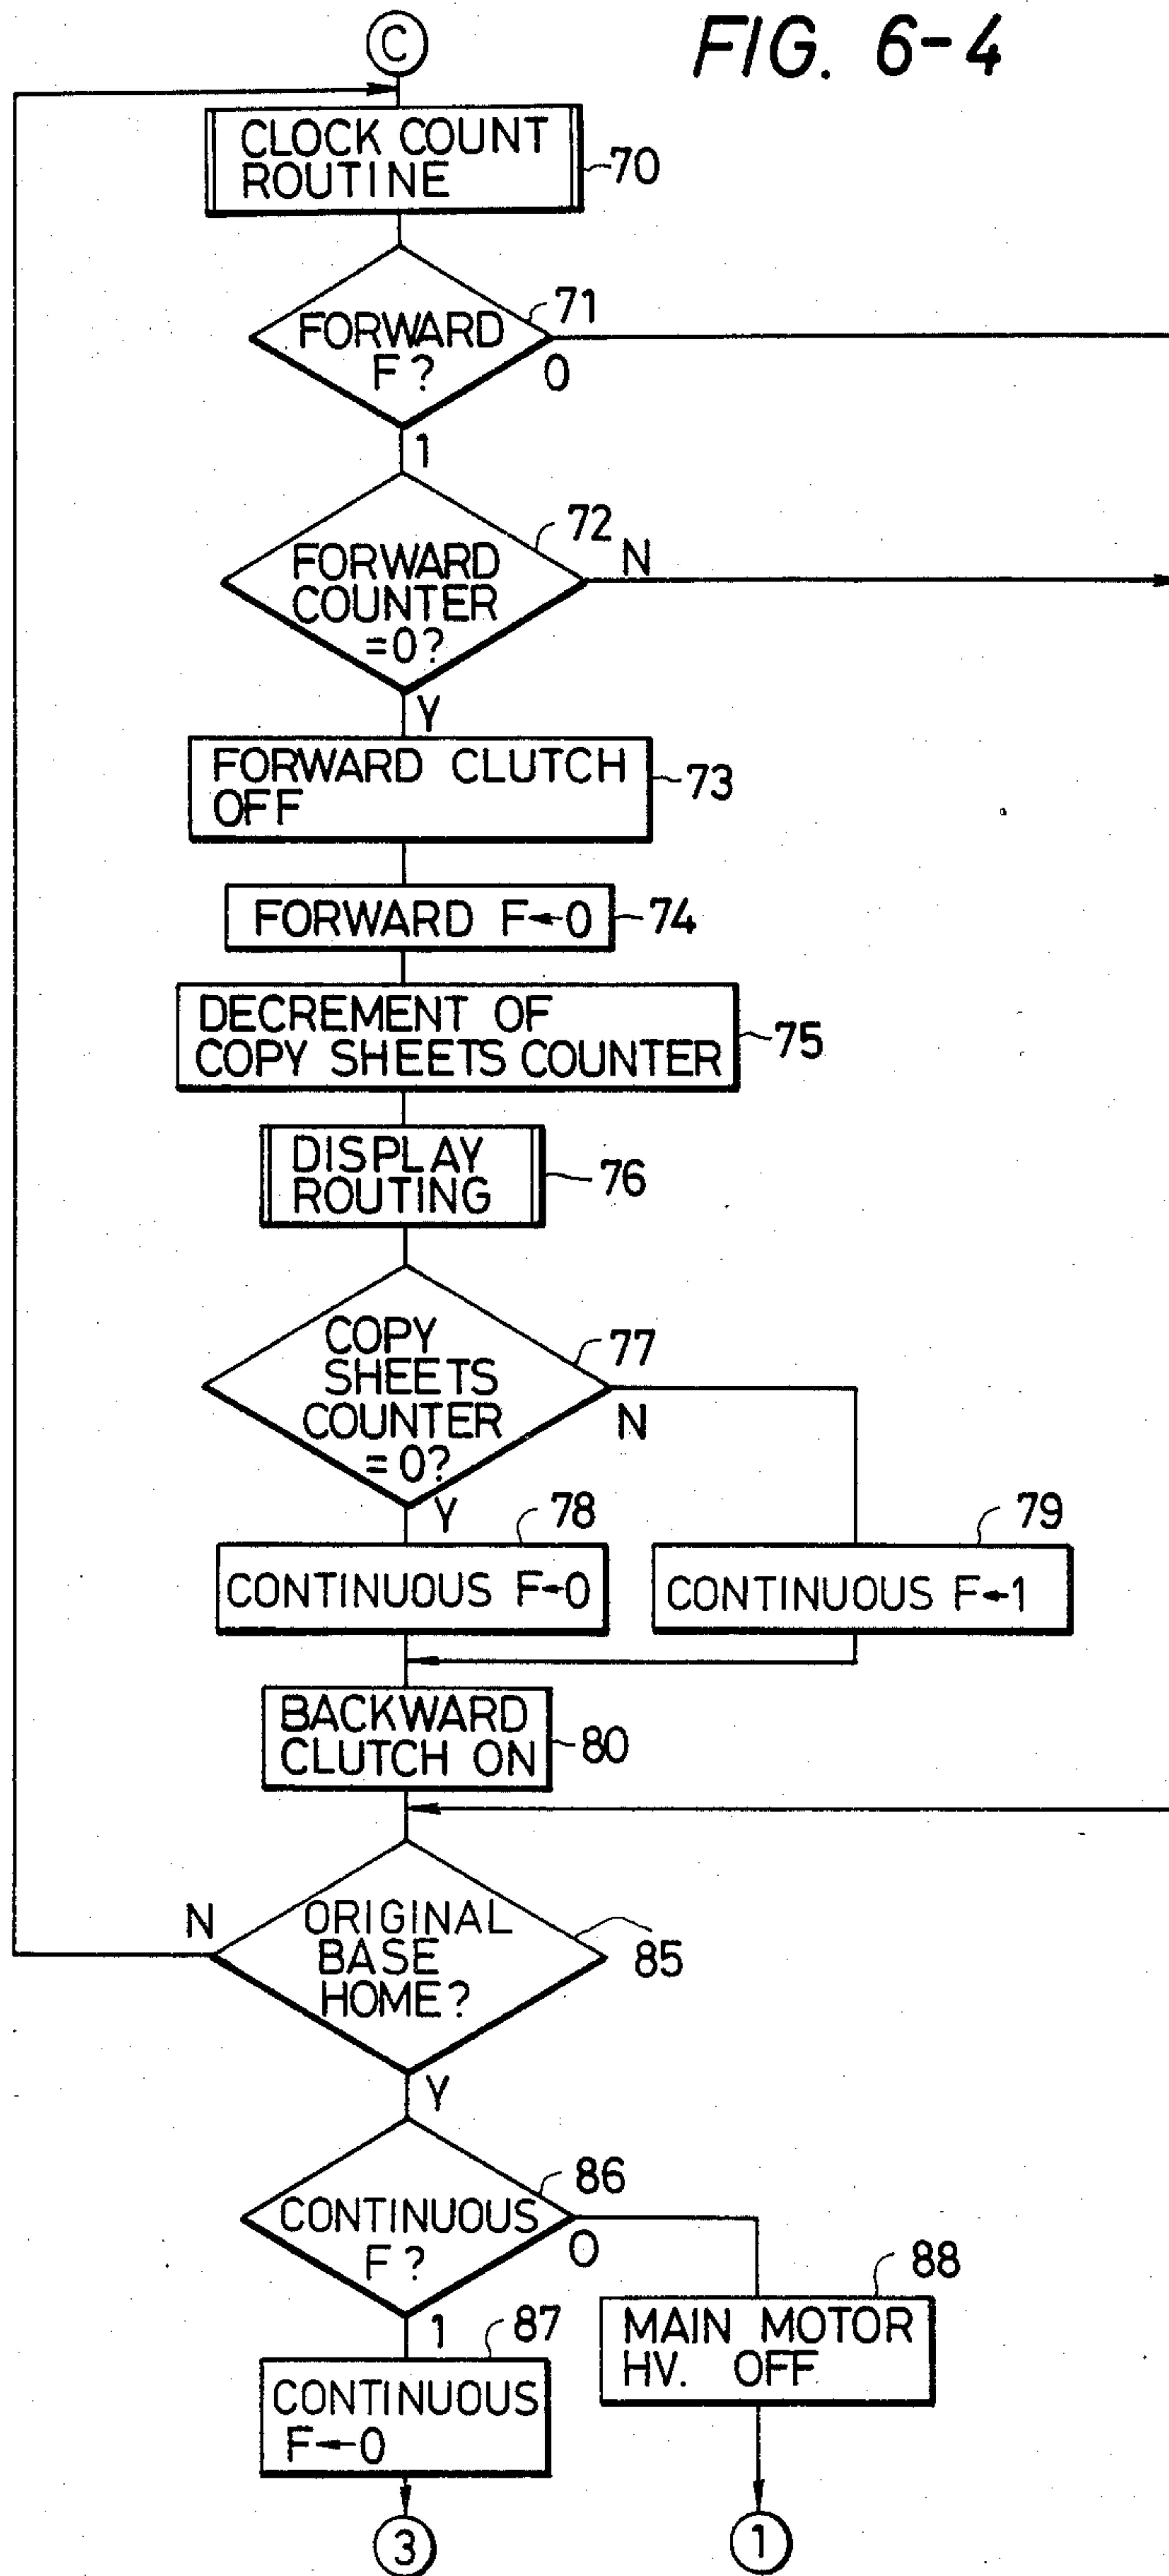 FIG. 6-4
C
CLOCK COUNT
ROUTINE
70
FORWARD
F?
71
0
1
FORWARD
COUNTER
=0?
72
N
Y
FORWARD CLUTCH
OFF
73
FORWARD F←0
74
DECREMENT OF
COPY SHEETS COUNTER
75
DISPLAY
ROUTING
76
COPY
SHEETS
COUNTER
=0?
77
N
Y
78
CONTINUOUS F←0
79
CONTINUOUS F←1
BACKWARD
CLUTCH ON
80
N
ORIGINAL
BASE
HOME?
85
Y
CONTINUOUS
F?
86
0
1
87
CONTINUOUS
F←0
88
MAIN MOTOR
HV. OFF
3
1